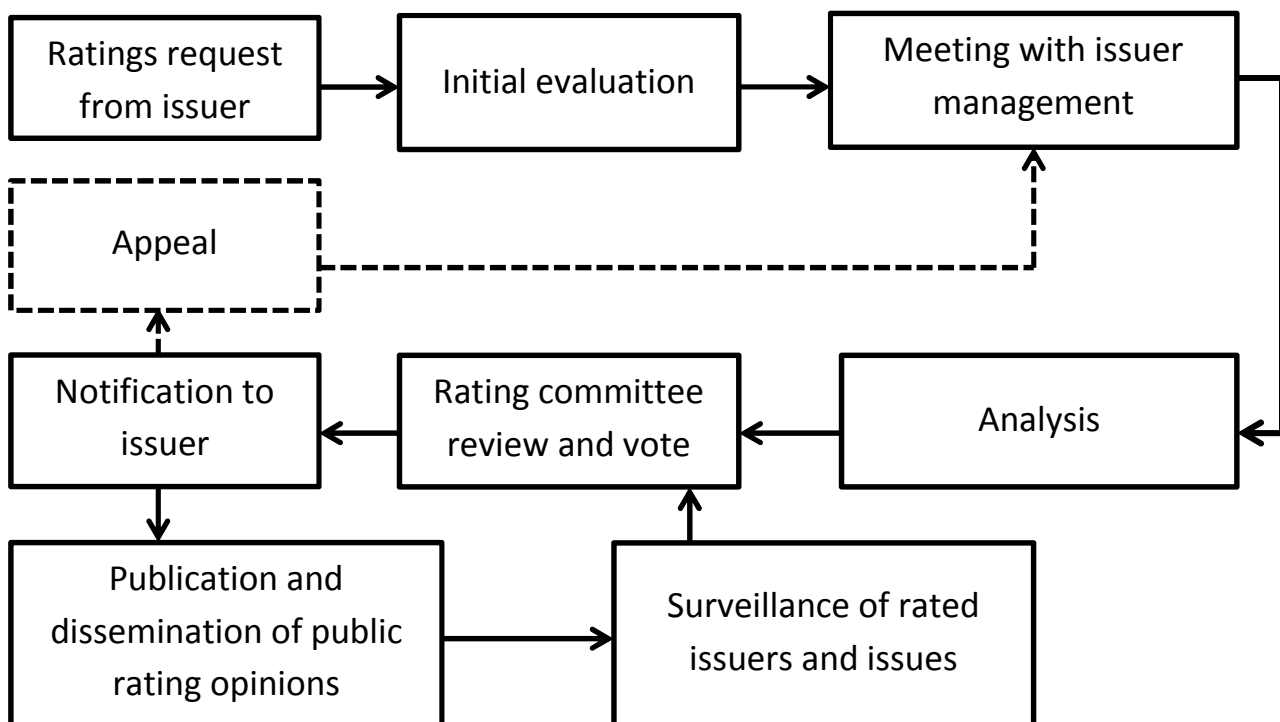 Ratings request
from issuer
Initial evaluation
Meeting with issuer
management
Appeal
Notification to
issuer
Rating committee
review and vote
Analysis
Publication and
dissemination of public
rating opinions
Surveillance of rated
issuers and issues